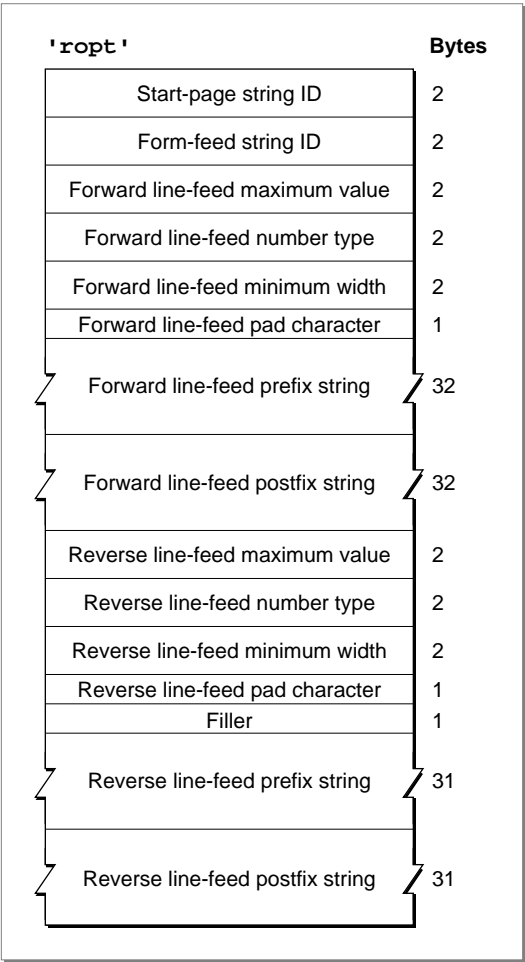 'ropt' Bytes
Start-page string ID 2
Form-feed string ID 2
Forward line-feed maximum value 2
Forward line-feed number type 2
Forward line-feed minimum width 2
Forward line-feed pad character 1
Forward line-feed prefix string 32
Forward line-feed postfix string 32
Reverse line-feed maximum value 2
Reverse line-feed number type 2
Reverse line-feed minimum width 2
Reverse line-feed pad character 1
Filler 1
Reverse line-feed prefix string 31
Reverse line-feed postfix string 31